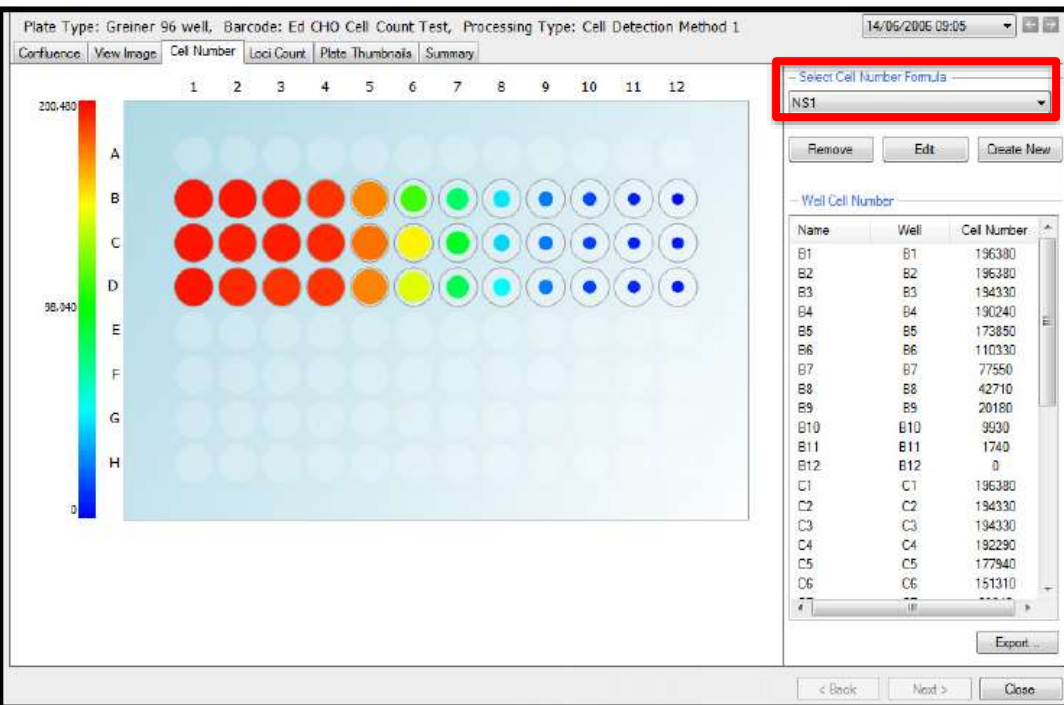 Plate Type: Greiner 96 well, Barcode: Ed CHO Cell Count Test, Processing Type: Cell Detection Method 1
14/06/2006 09:05
Confluence View Image Cell Number Loci Count Plate Thumbnails Summary
Select Cell Number Formula
NS1
1 2 3 4 5 6 7 8 9 10 11 12
200,480
98,040
0
A
B
C
D
E
F
G
H
Remove Edit Create New
Well Cell Number
Name Well Cell Number
B1 B1 196380
B2 B2 196380
B3 B3 194330
B4 B4 190240
B5 B5 173850
B6 B6 110330
B7 B7 77550
B8 B8 42710
B9 B9 20180
B10 B10 9930
B11 B11 1740
B12 B12 0
C1 C1 196380
C2 C2 194330
C3 C3 194330
C4 C4 192290
C5 C5 177940
C6 C6 151310
Export...
< Back Next > Close